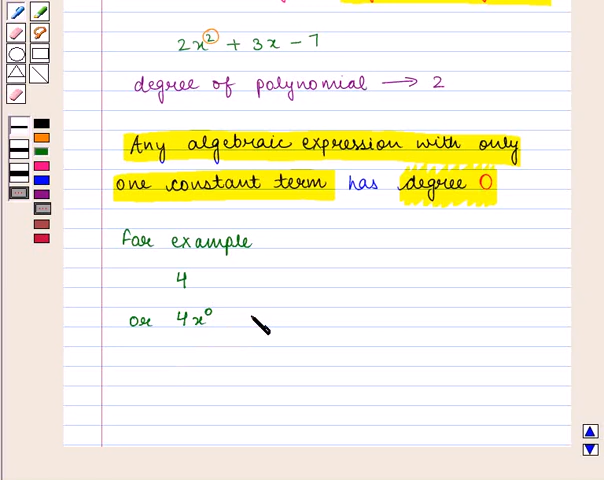 2x² + 3x - 7
degree of polynomial → 2
Any algebraic expression with only
one constant term has degree 0
For example
4
or 4x⁰